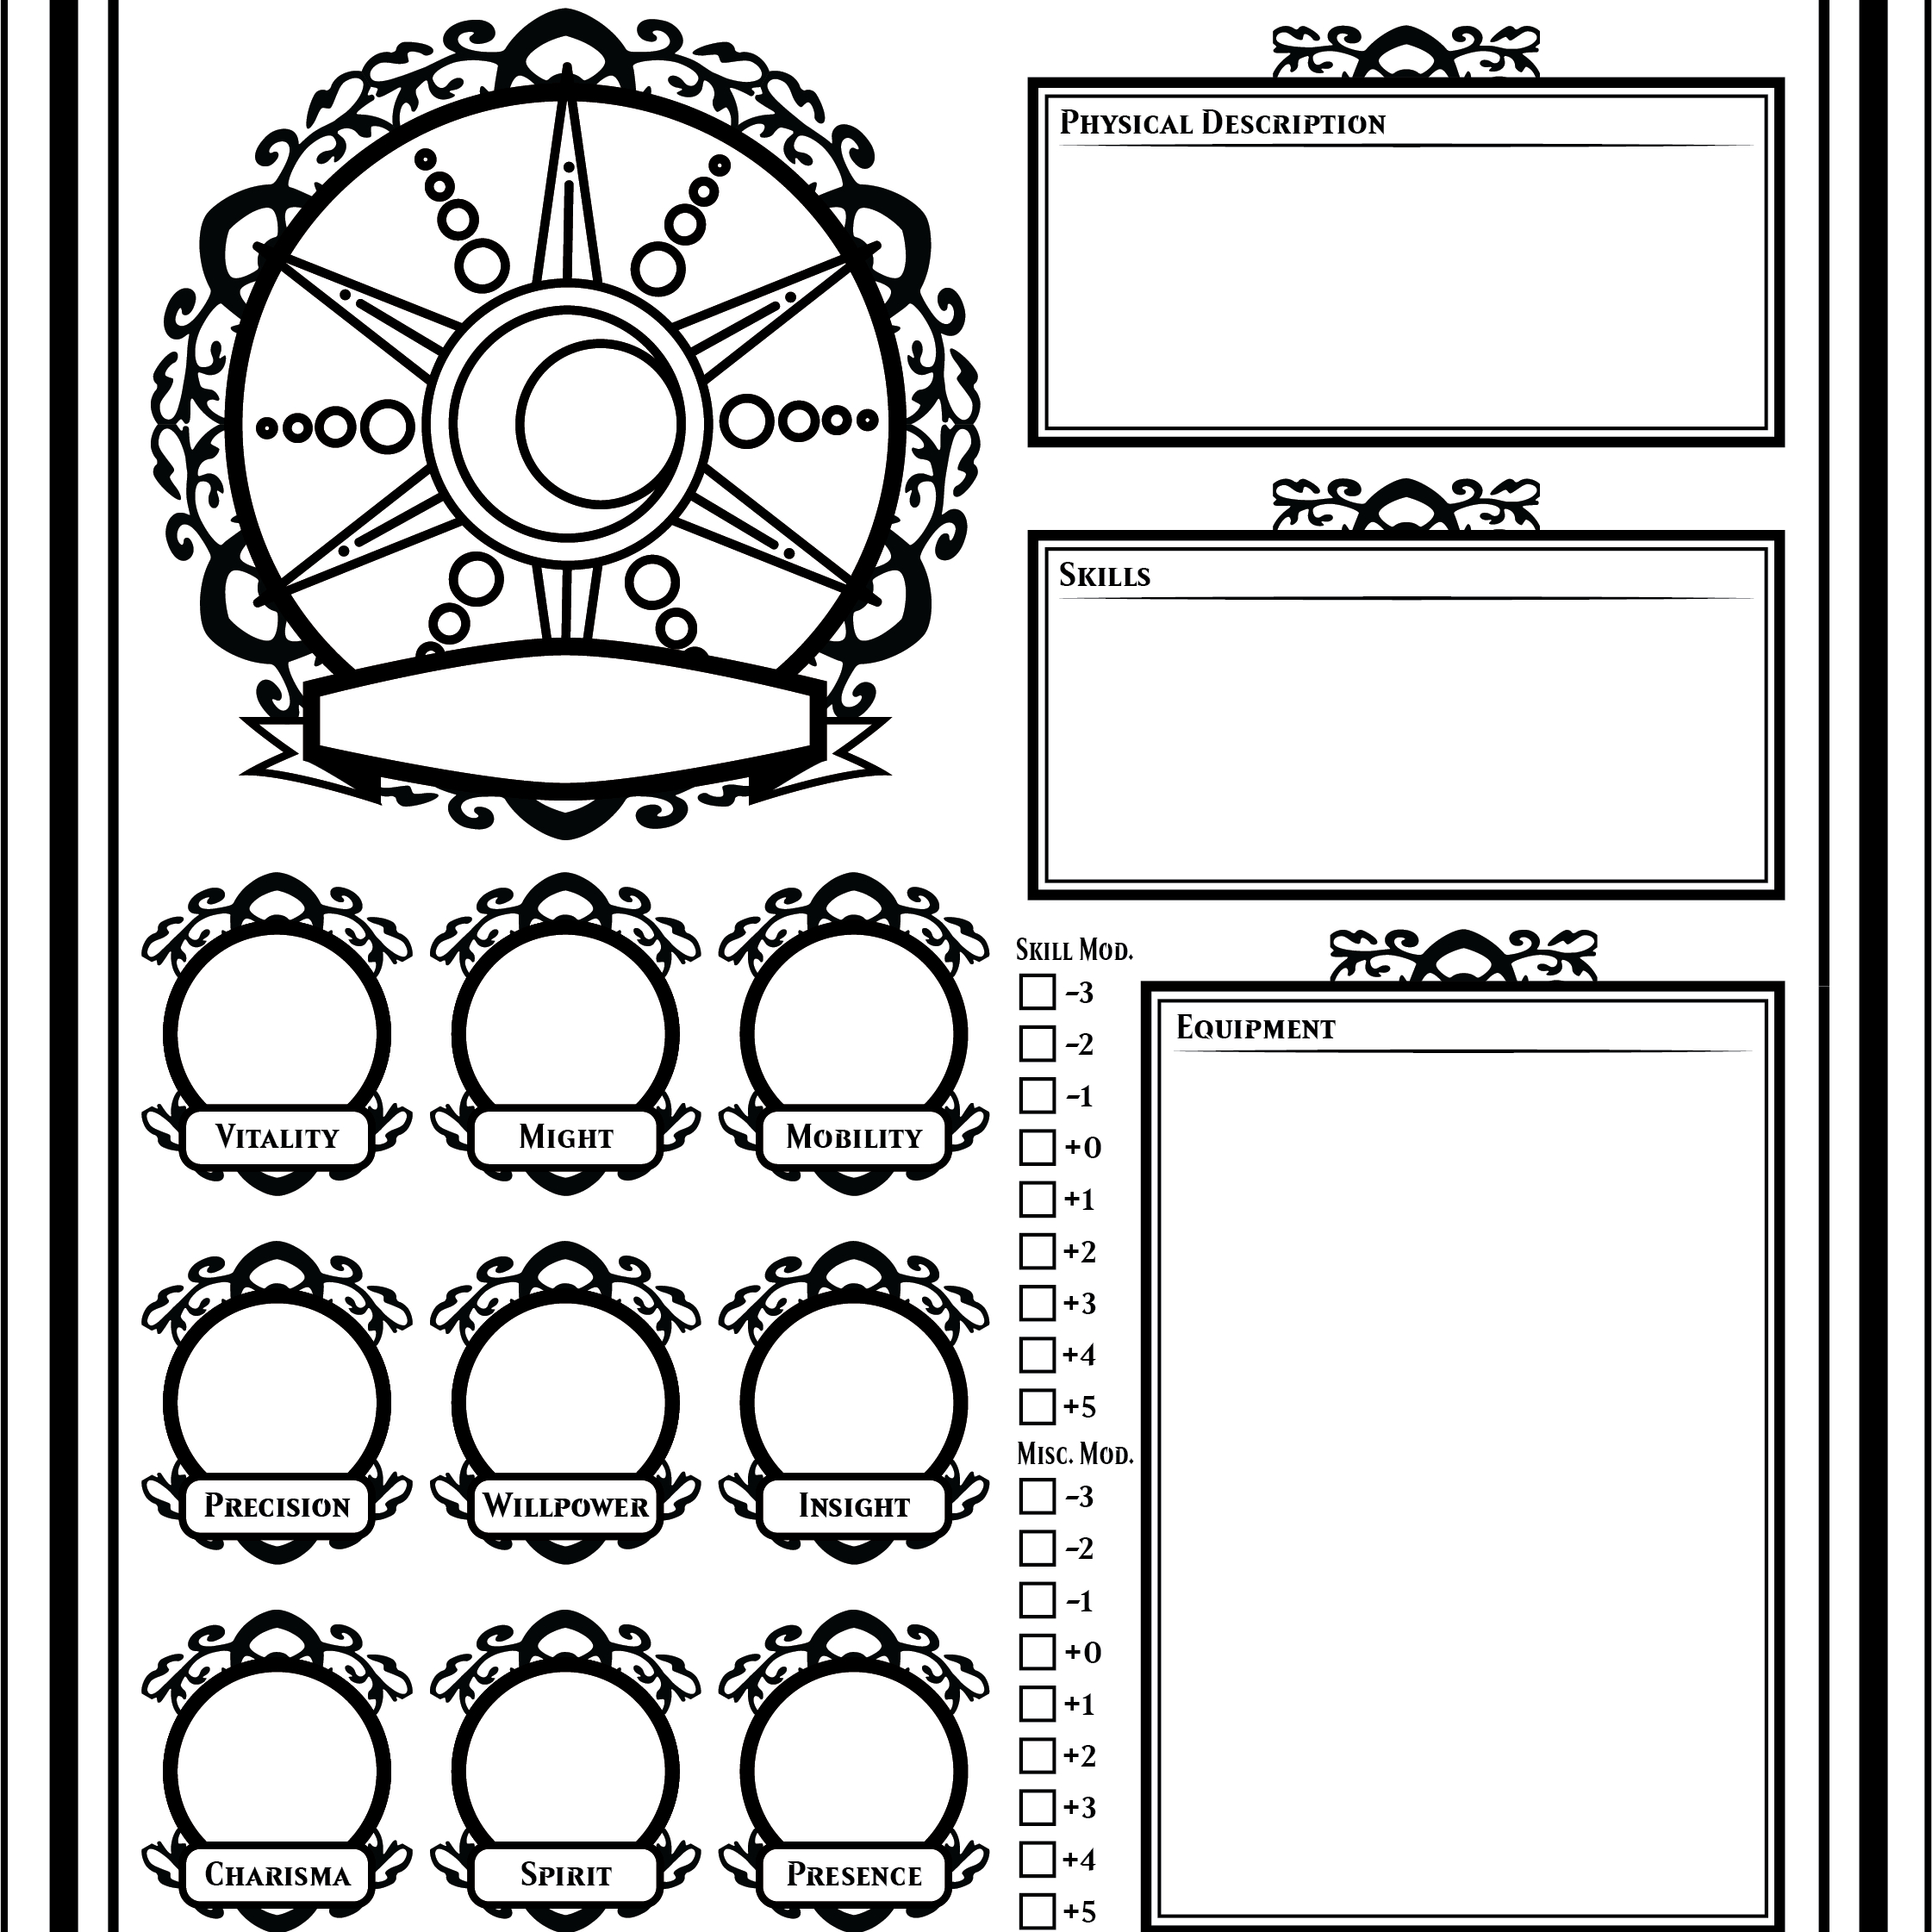 Physical Description
Skills
Vitality
Might
Mobility
Precision
Willpower
Insight
Charisma
Spirit
Presence
Skill Mod.
-3
-2
-1
+0
+1
+2
+3
+4
+5
Misc. Mod.
-3
-2
-1
+0
+1
+2
+3
+4
+5
Equipment